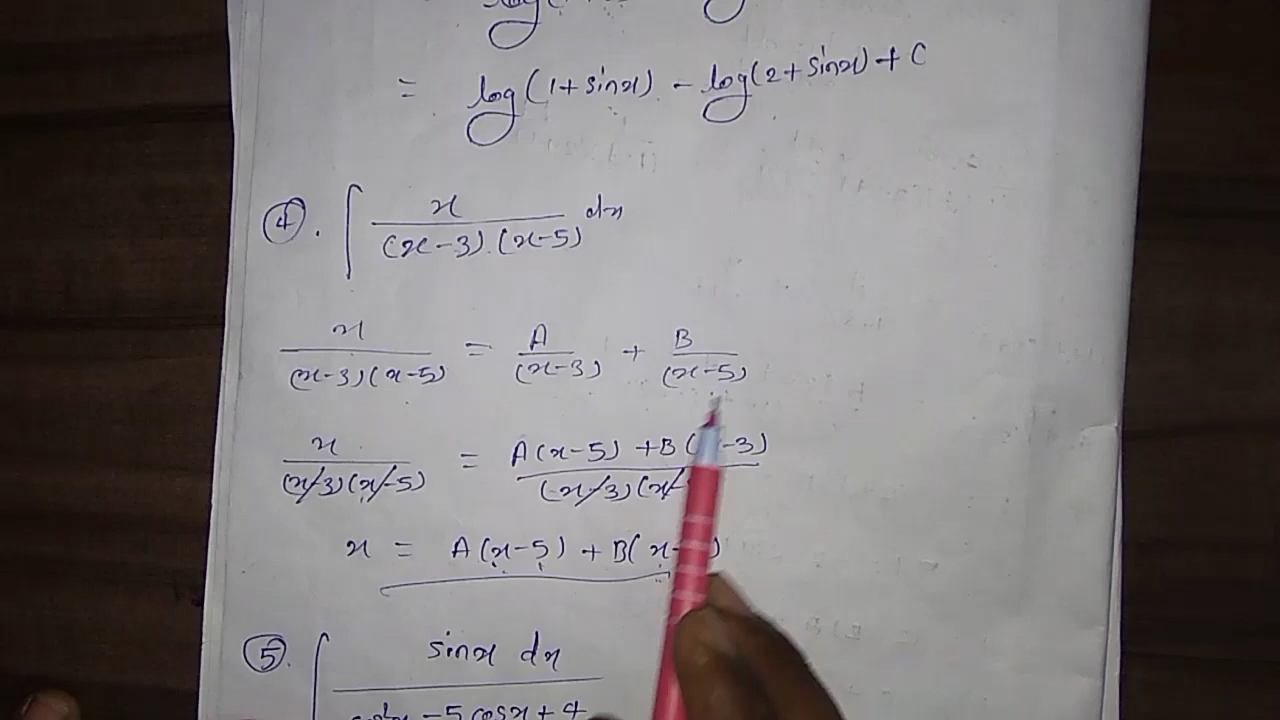 = log(1+sinx) - log(2+sinx)+C
4. ∫ x/((x-3).(x-5)) dx
x/((x-3)(x-5)) = A/(x-3) + B/(x-5)
x/((x-3)(x-5)) = A(x-5)+B( -3)/(x-3)(x-
x = A(x-5) + B(x- )
5. ∫ sinx dx
-5cosx+4